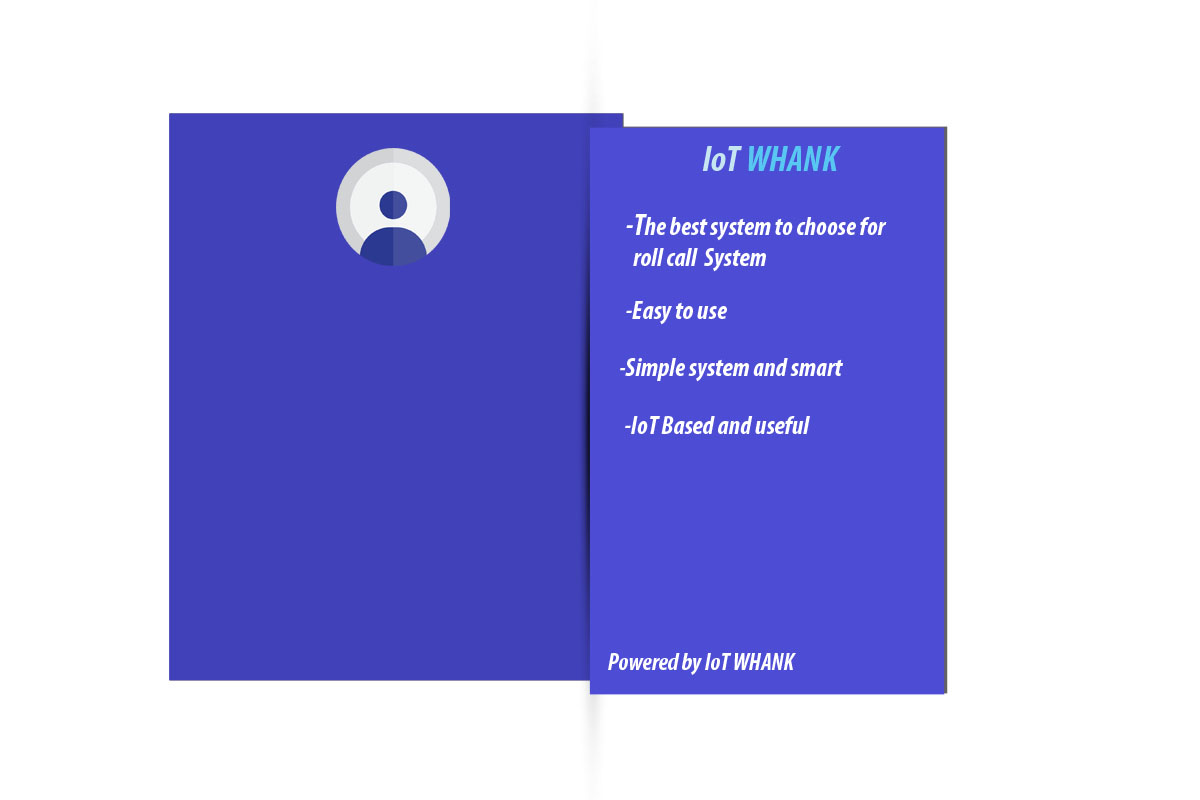 IoT WHANK
-The best system to choose for
roll call System
-Easy to use
-Simple system and smart
-IoT Based and useful
Powered by IoT WHANK